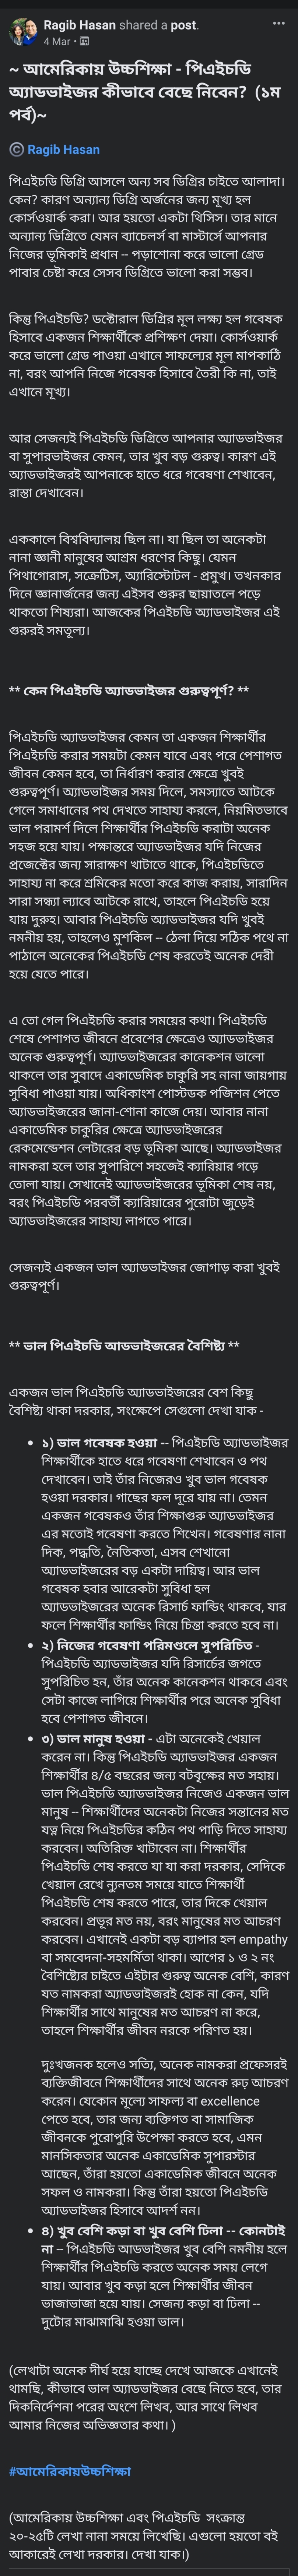 Ragib Hasan shared a post.
4 Mar
~ আমেরিকায় উচ্চশিক্ষা - পিএইচডি
অ্যাডভাইজর কীভাবে বেছে নিবেন? (১ম
পর্ব)~
© Ragib Hasan
পিএইচডি ডিগ্রি আসলে অন্য সব ডিগ্রির চাইতে আলাদা।
কেন? কারণ অন্যান্য ডিগ্রি অর্জনের জন্য মূখ্য হল
কোর্সওয়ার্ক করা। আর হয়তো একটা থিসিস। তার মানে
অন্যান্য ডিগ্রিতে যেমন ব্যাচেলর্স বা মাস্টার্সে আপনার
নিজের ভূমিকাই প্রধান -- পড়াশোনা করে ভালো গ্রেড
পাবার চেষ্টা করে সেসব ডিগ্রিতে ভালো করা সম্ভব।
কিন্তু পিএইচডি? ডক্টোরাল ডিগ্রির মূল লক্ষ্য হল গবেষক
হিসাবে একজন শিক্ষার্থীকে প্রশিক্ষণ দেয়া। কোর্সওয়ার্ক
করে ভালো গ্রেড পাওয়া এখানে সাফল্যের মূল মাপকাঠি
না, বরং আপনি নিজে গবেষক হিসাবে তৈরী কি না, তাই
এখানে মূখ্য।
আর সেজন্যই পিএইচডি ডিগ্রিতে আপনার অ্যাডভাইজর
বা সুপারভাইজর কেমন, তার খুব বড় গুরুত্ব। কারণ এই
অ্যাডভাইজরই আপনাকে হাতে ধরে গবেষণা শেখাবেন,
রাস্তা দেখাবেন।
এককালে বিশ্ববিদ্যালয় ছিল না। যা ছিল তা অনেকটা
নানা জ্ঞানী মানুষের আশ্রম ধরণের কিছু। যেমন
পিথাগোরাস, সক্রেটিস, অ্যারিস্টোটল - প্রমুখ। তখনকার
দিনে জ্ঞানার্জনের জন্য এইসব গুরুর ছায়াতলে পড়ে
থাকতো শিষ্যরা। আজকের পিএইচডি অ্যাডভাইজর এই
গুরুরই সমতূল্য।
** কেন পিএইচডি অ্যাডভাইজর গুরুত্বপূর্ণ? **
পিএইচডি অ্যাডভাইজর কেমন তা একজন শিক্ষার্থীর
পিএইচডি করার সময়টা কেমন যাবে এবং পরে পেশাগত
জীবন কেমন হবে, তা নির্ধারণ করার ক্ষেত্রে খুবই
গুরুত্বপূর্ণ। অ্যাডভাইজর সময় দিলে, সমস্যাতে আটকে
গেলে সমাধানের পথ দেখতে সাহায্য করলে, নিয়মিতভাবে
ভাল পরামর্শ দিলে শিক্ষার্থীর পিএইচডি করাটা অনেক
সহজ হয়ে যায়। পক্ষান্তরে অ্যাডভাইজর যদি নিজের
প্রজেক্টের জন্য সারাক্ষণ খাটাতে থাকে, পিএইচডিতে
সাহায্য না করে শ্রমিকের মতো করে কাজ করায়, সারাদিন
সারা সন্ধ্যা ল্যাবে আটকে রাখে, তাহলে পিএইচডি হয়ে
যায় দুরুহ। আবার পিএইচডি অ্যাডভাইজর যদি খুবই
নমনীয় হয়, তাহলেও মুশকিল -- ঠেলা দিয়ে সঠিক পথে না
পাঠালে অনেকের পিএইচডি শেষ করতেই অনেক দেরী
হয়ে যেতে পারে।
এ তো গেল পিএইচডি করার সময়ের কথা। পিএইচডি
শেষে পেশাগত জীবনে প্রবেশের ক্ষেত্রেও অ্যাডভাইজর
অনেক গুরুত্বপূর্ণ। অ্যাডভাইজরের কানেকশন ভালো
থাকলে তার সুবাদে একাডেমিক চাকুরি সহ নানা জায়গায়
সুবিধা পাওয়া যায়। অধিকাংশ পোস্টডক পজিশন পেতে
অ্যাডভাইজরের জানা-শোনা কাজে দেয়। আবার নানা
একাডেমিক চাকুরির ক্ষেত্রে অ্যাডভাইজরের
রেকমেন্ডেশন লেটারের বড় ভূমিকা আছে। অ্যাডভাইজর
নামকরা হলে তার সুপারিশে সহজেই ক্যারিয়ার গড়ে
তোলা যায়। সেখানেই অ্যাডভাইজরের ভূমিকা শেষ নয়,
বরং পিএইচডি পরবর্তী ক্যারিয়ারের পুরোটা জুড়েই
অ্যাডভাইজরের সাহায্য লাগতে পারে।
সেজন্যই একজন ভাল অ্যাডভাইজর জোগাড় করা খুবই
গুরুত্বপূর্ণ।
** ভাল পিএইচডি আডভাইজরের বৈশিষ্ট্য **
একজন ভাল পিএইচডি অ্যাডভাইজরের বেশ কিছু
বৈশিষ্ট্য থাকা দরকার, সংক্ষেপে সেগুলো দেখা যাক -
• ১) ভাল গবেষক হওয়া -- পিএইচডি অ্যাডভাইজর
শিক্ষার্থীকে হাতে ধরে গবেষণা শেখাবেন ও পথ
দেখাবেন। তাই তাঁর নিজেরও খুব ভাল গবেষক
হওয়া দরকার। গাছের ফল দূরে যায় না। তেমন
একজন গবেষকও তাঁর শিক্ষাগুরু অ্যাডভাইজর
এর মতোই গবেষণা করতে শিখেন। গবেষণার নানা
দিক, পদ্ধতি, নৈতিকতা, এসব শেখানো
অ্যাডভাইজরের বড় একটা দায়িত্ব। আর ভাল
গবেষক হবার আরেকটা সুবিধা হল
অ্যাডভাইজরের অনেক রিসার্চ ফান্ডিং থাকবে, যার
ফলে শিক্ষার্থীর ফান্ডিং নিয়ে চিন্তা করতে হবে না।
• ২) নিজের গবেষণা পরিমণ্ডলে সুপরিচিত -
পিএইচডি অ্যাডভাইজর যদি রিসার্চের জগতে
সুপরিচিত হন, তাঁর অনেক কানেকশন থাকবে এবং
সেটা কাজে লাগিয়ে শিক্ষার্থীর পরে অনেক সুবিধা
হবে পেশাগত জীবনে।
• ৩) ভাল মানুষ হওয়া - এটা অনেকেই খেয়াল
করেন না। কিন্তু পিএইচডি অ্যাডভাইজর একজন
শিক্ষার্থীর ৪/৫ বছরের জন্য বটবৃক্ষের মত সহায়।
ভাল পিএইচডি অ্যাডভাইজর নিজেও একজন ভাল
মানুষ -- শিক্ষার্থীদের অনেকটা নিজের সন্তানের মত
যত্ন নিয়ে পিএইচডির কঠিন পথ পাড়ি দিতে সাহায্য
করবেন। অতিরিক্ত খাটাবেন না। শিক্ষার্থীর
পিএইচডি শেষ করতে যা যা করা দরকার, সেদিকে
খেয়াল রেখে ন্যুনতম সময়ে যাতে শিক্ষার্থী
পিএইচডি শেষ করতে পারে, তার দিকে খেয়াল
করবেন। প্রভূর মত নয়, বরং মানুষের মত আচরণ
করবেন। এখানেই একটা বড় ব্যাপার হল empathy
বা সমবেদনা-সহমর্মিতা থাকা। আগের ১ ও ২ নং
বৈশিষ্ট্যের চাইতে এইটার গুরুত্ব অনেক বেশি, কারণ
যত নামকরা অ্যাডভাইজরই হোক না কেন, যদি
শিক্ষার্থীর সাথে মানুষের মত আচরণ না করে,
তাহলে শিক্ষার্থীর জীবন নরকে পরিণত হয়।
দুঃখজনক হলেও সত্যি, অনেক নামকরা প্রফেসরই
ব্যক্তিজীবনে শিক্ষার্থীদের সাথে অনেক রুঢ় আচরণ
করেন। যেকোন মূল্যে সাফল্য বা excellence
পেতে হবে, তার জন্য ব্যক্তিগত বা সামাজিক
জীবনকে পুরোপুরি উপেক্ষা করতে হবে, এমন
মানসিকতার অনেক একাডেমিক সুপারস্টার
আছেন, তাঁরা হয়তো একাডেমিক জীবনে অনেক
সফল ও নামকরা। কিন্তু তাঁরা হয়তো পিএইচডি
অ্যাডভাইজর হিসাবে আদর্শ নন।
• ৪) খুব বেশি কড়া বা খুব বেশি ঢিলা -- কোনটাই
না -- পিএইচডি আডভাইজর খুব বেশি নমনীয় হলে
শিক্ষার্থীর পিএইচডি করতে অনেক সময় লেগে
যায়। আবার খুব কড়া হলে শিক্ষার্থীর জীবন
ভাজাভাজা হয়ে যায়। সেজন্য কড়া বা ঢিলা --
দুটোর মাঝামাঝি হওয়া ভাল।
(লেখাটা অনেক দীর্ঘ হয়ে যাচ্ছে দেখে আজকে এখানেই
থামছি, কীভাবে ভাল অ্যাডভাইজর বেছে নিতে হবে, তার
দিকনির্দেশনা পরের অংশে লিখব, আর সাথে লিখব
আমার নিজের অভিজ্ঞতার কথা। )
#আমেরিকায়উচ্চশিক্ষা
(আমেরিকায় উচ্চশিক্ষা এবং পিএইচডি সংক্রান্ত
২০-২৫টি লেখা নানা সময়ে লিখেছি। এগুলো হয়তো বই
আকারেই লেখা দরকার। দেখা যাক।)